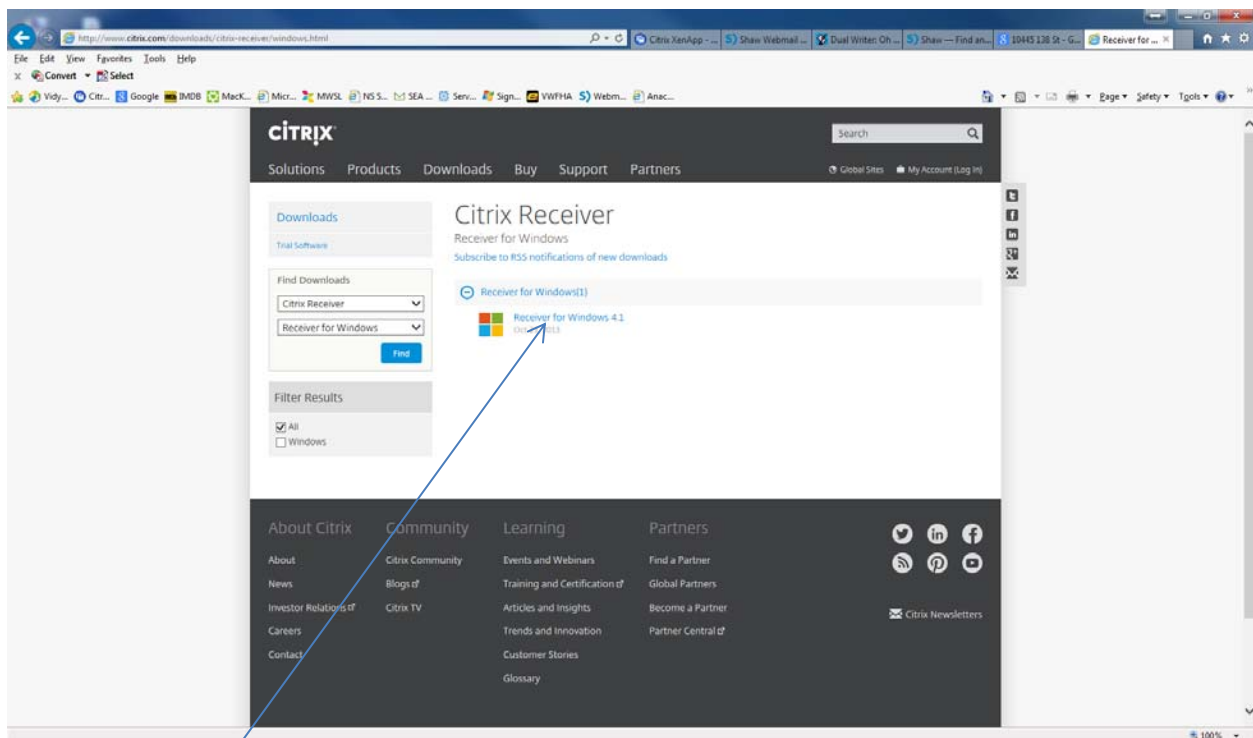 http://www.citrix.com/downloads/citrix-receiver/windows.html
Citrix XenApp - ...
Shaw Webmail ...
Dual Writer: Oh ...
Shaw — Find an...
10445 138 St - G...
Receiver for ...
File Edit View Favorites Tools Help
x Convert Select
Vidy... Citr... Google IMDB MacK... Micr... MWSL NS S... SEA ... Serv... Sign... VWFHA Webm... Anac...
Page Safety Tools
CITRIX
Search
Solutions Products Downloads Buy Support Partners
Global Sites My Account (Log In)
Downloads
Trial Software
Find Downloads
Citrix Receiver
Receiver for Windows
Find
Filter Results
All
Windows
Citrix Receiver
Receiver for Windows
Subscribe to RSS notifications of new downloads
Receiver for Windows(1)
Receiver for Windows 4.1
Oct 2013
About Citrix
About
News
Investor Relations
Careers
Contact
Community
Citrix Community
Blogs
Citrix TV
Learning
Events and Webinars
Training and Certification
Articles and Insights
Trends and Innovation
Customer Stories
Glossary
Partners
Find a Partner
Global Partners
Become a Partner
Partner Central
Citrix Newsletters
100%